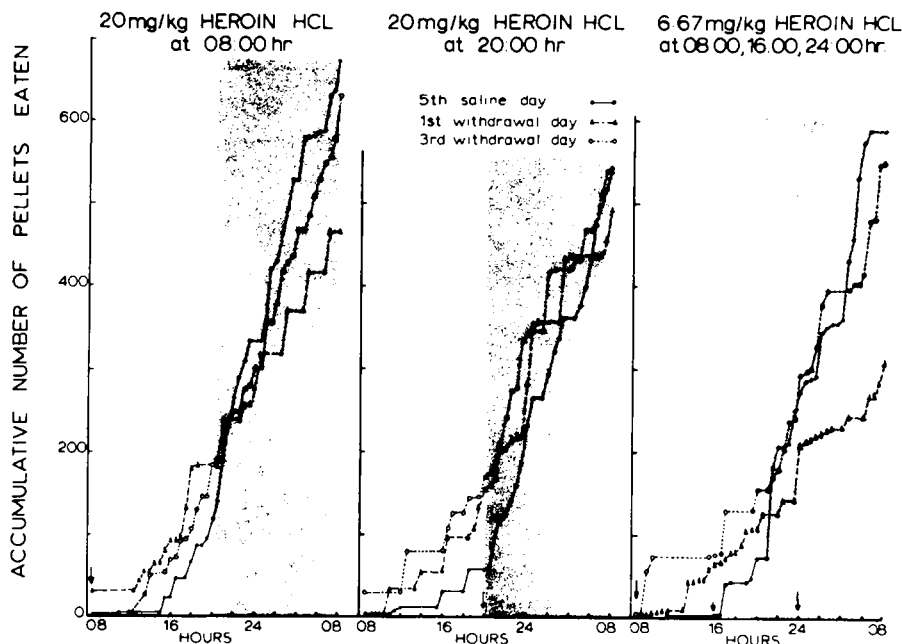 20mg/kg HEROIN HCL
at 08:00 hr
20mg/kg HEROIN HCL
at 20:00 hr
6.67mg/kg HEROIN HC
at 08 00, 16.00, 24:00 hr.
ACCUMULATIVE NUMBER OF PELLETS EATEN
5th saline day
1st withdrawal day
3rd withdrawal day
600
400
200
0
08 16 24 08
HOURS
08 16 24 08
HOURS
08 16 24 08
HOURS